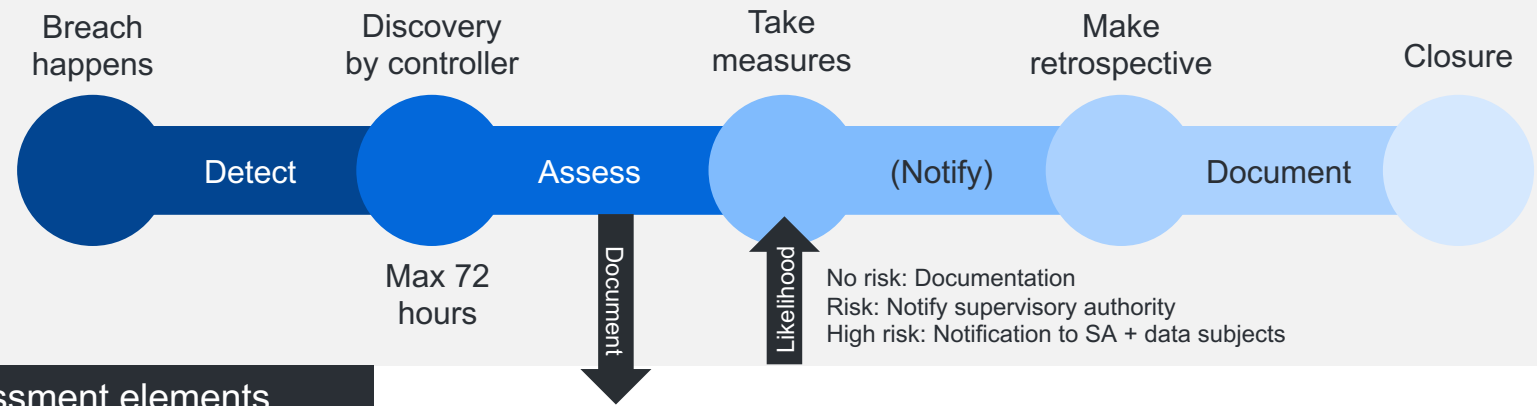 Breach
happens
Discovery
by controller
Take
measures
Make
retrospective
Closure
Detect
Assess
(Notify)
Document
Max 72
hours
Document
Likelihood
No risk: Documentation
Risk: Notify supervisory authority
High risk: Notification to SA + data subjects
elements